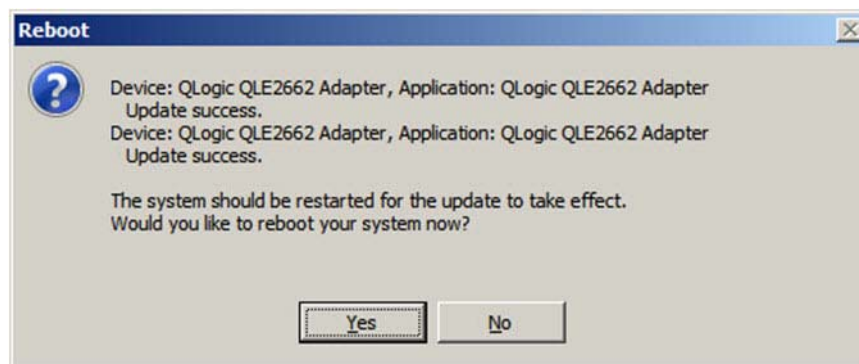 Reboot
Device: QLogic QLE2662 Adapter, Application: QLogic QLE2662 Adapter
Update success.
Device: QLogic QLE2662 Adapter, Application: QLogic QLE2662 Adapter
Update success.
The system should be restarted for the update to take effect.
Would you like to reboot your system now?
Yes No